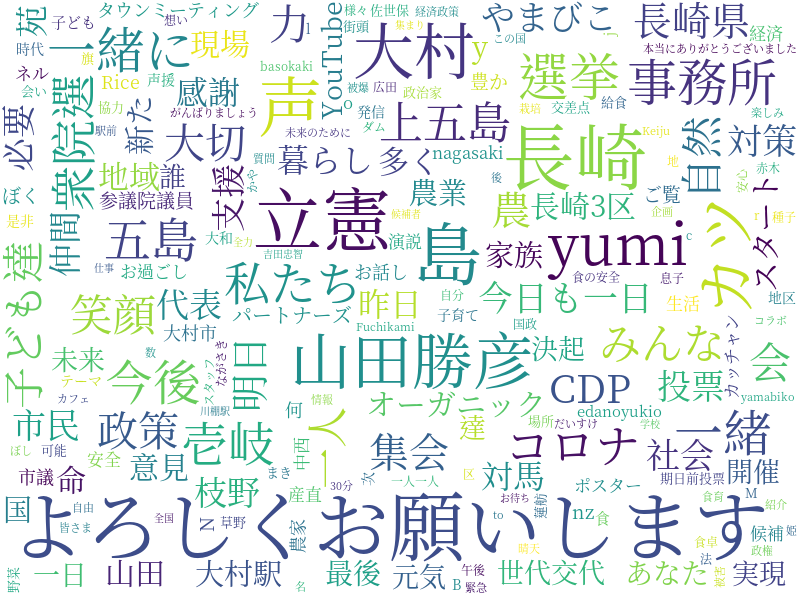 タウンミーティング
想い
様々
佐世保
経済政策
やまびこ
長崎県
経済
苑
子ども
力
街頭
集まり
この国
j
本当にありがとうございました
時代
旗
一緒に
現場
YouTube
大村
y
選挙
事務所
ネル
会い
Rice
声援
basokaki
被爆
広田
豊か
協力
感謝
声
o
発信
政治家
交差点
給食
楽しみ
必要
衆院選
駅前
新た
がんばりましょう
未来のために
ダム
上五島
栽培
Keiju
自然
対策
大切
質問
暮らし
多く
nagasaki
長崎
地
赤木
ぼく
地域
誰
支援
かや
農業
後
ご覧
安心
スタート
是非
仲間
参議院議員
候補者
農
長崎3区
企画
r
種子
五島
大和
全力
立憲
演説
島
家族
yumi
c
カツ
子ども達
仕事
お過ごし
吉田忠智
私たち
お話し
食の安全
息子
地区
笑顔
代表
パートナーズ
昨日
自分
今日も一日
生活
コラボ
大村市
Fuchikami
子育て
国政
未来
数
スタッフ
ながさき
明日
山田勝彦
決起
みんな
カッチャン
会
テーマ
カフェ
今後
川棚駅
何
情報
オーガニック
CDP
投票
yamabiko
市民
政策
壱岐
一人
達
場所
だいすけ
edanoyukio
学校
一緒
ぼし
可能
安全
意見
中西
集会
コロナ
社会
市議
命
枝野
まき
次
一人一人
区
対馬
ポスター
期日前投票
開催
国
自由
皆さま
全国
N
草野
産直
30分
農家
お待ち
to
蓮舫
nz
食
食育
M
紹介
よろしくお願いします
候補
姫
食卓
法
政権
野菜
一日
山田
大村駅
名
最後
元気
B
午後
緊急
晴天
世代交代
あなた
被害
実現